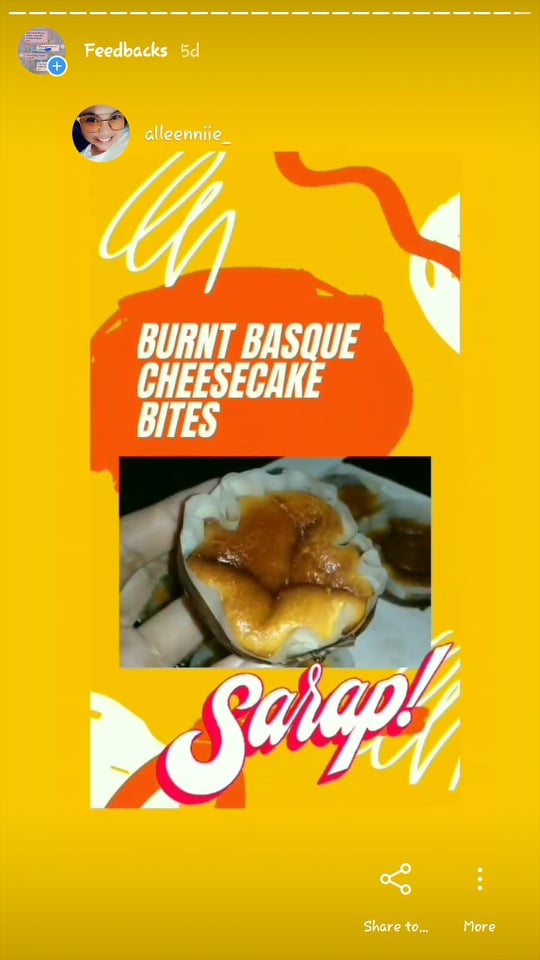 Feedbacks 5d
alleenniie_
BURNT BASQUE
CHEESECAKE
BITES
Sarap!
Share to...
More